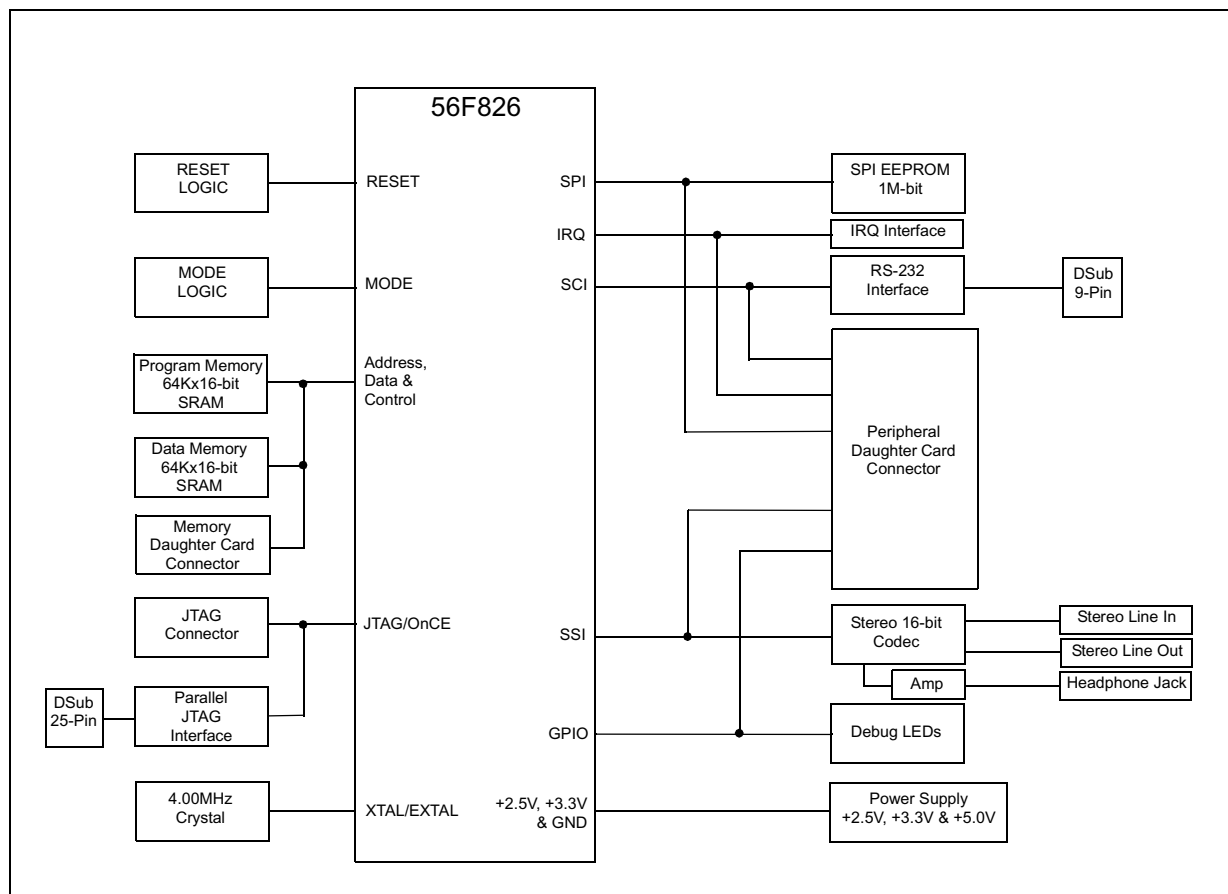 56F826
RESET
LOGIC
RESET
SPI
SPI EEPROM
1M-bit
IRQ
IRQ Interface
MODE
LOGIC
MODE
SCI
RS-232
Interface
DSub
9-Pin
Program Memory
64Kx16-bit
SRAM
Address,
Data &
Control
Data Memory
64Kx16-bit
SRAM
Peripheral
Daughter Card
Connector
Memory
Daughter Card
Connector
JTAG
Connector
JTAG/OnCE
SSI
Stereo 16-bit
Codec
Stereo Line In
Stereo Line Out
Amp
Headphone Jack
DSub
25-Pin
Parallel
JTAG
Interface
GPIO
Debug LEDs
4.00MHz
Crystal
XTAL/EXTAL
+2.5V, +3.3V
& GND
Power Supply
+2.5V, +3.3V & +5.0V